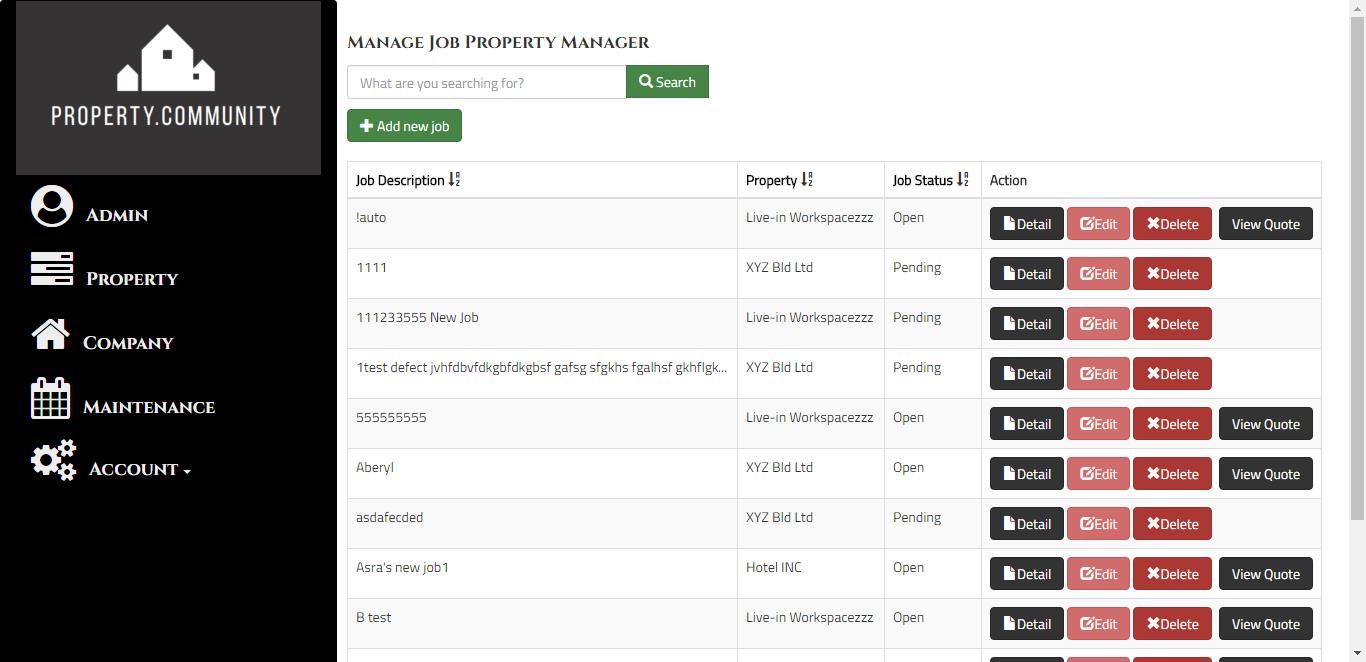 PROPERTY.COMMUNITY
Admin
Property
Company
Maintenance
Account
Manage Job Property Manager
What are you searching for? Search
Add new job
Job Description Property Job Status Action
!auto Live-in Workspacezzz Open Detail Edit Delete View Quote
1111 XYZ Bld Ltd Pending Detail Edit Delete
111233555 New Job Live-in Workspacezzz Pending Detail Edit Delete
1test defect jvhfdbvfdkgbfdkgbsf gafsg sfgkhs fgalhsf gkhflgk... XYZ Bld Ltd Pending Detail Edit Delete
555555555 Live-in Workspacezzz Open Detail Edit Delete View Quote
Aberyl XYZ Bld Ltd Open Detail Edit Delete View Quote
asdafecded XYZ Bld Ltd Pending Detail Edit Delete
Asra's new job1 Hotel INC Open Detail Edit Delete View Quote
B test Live-in Workspacezzz Open Detail Edit Delete View Quote